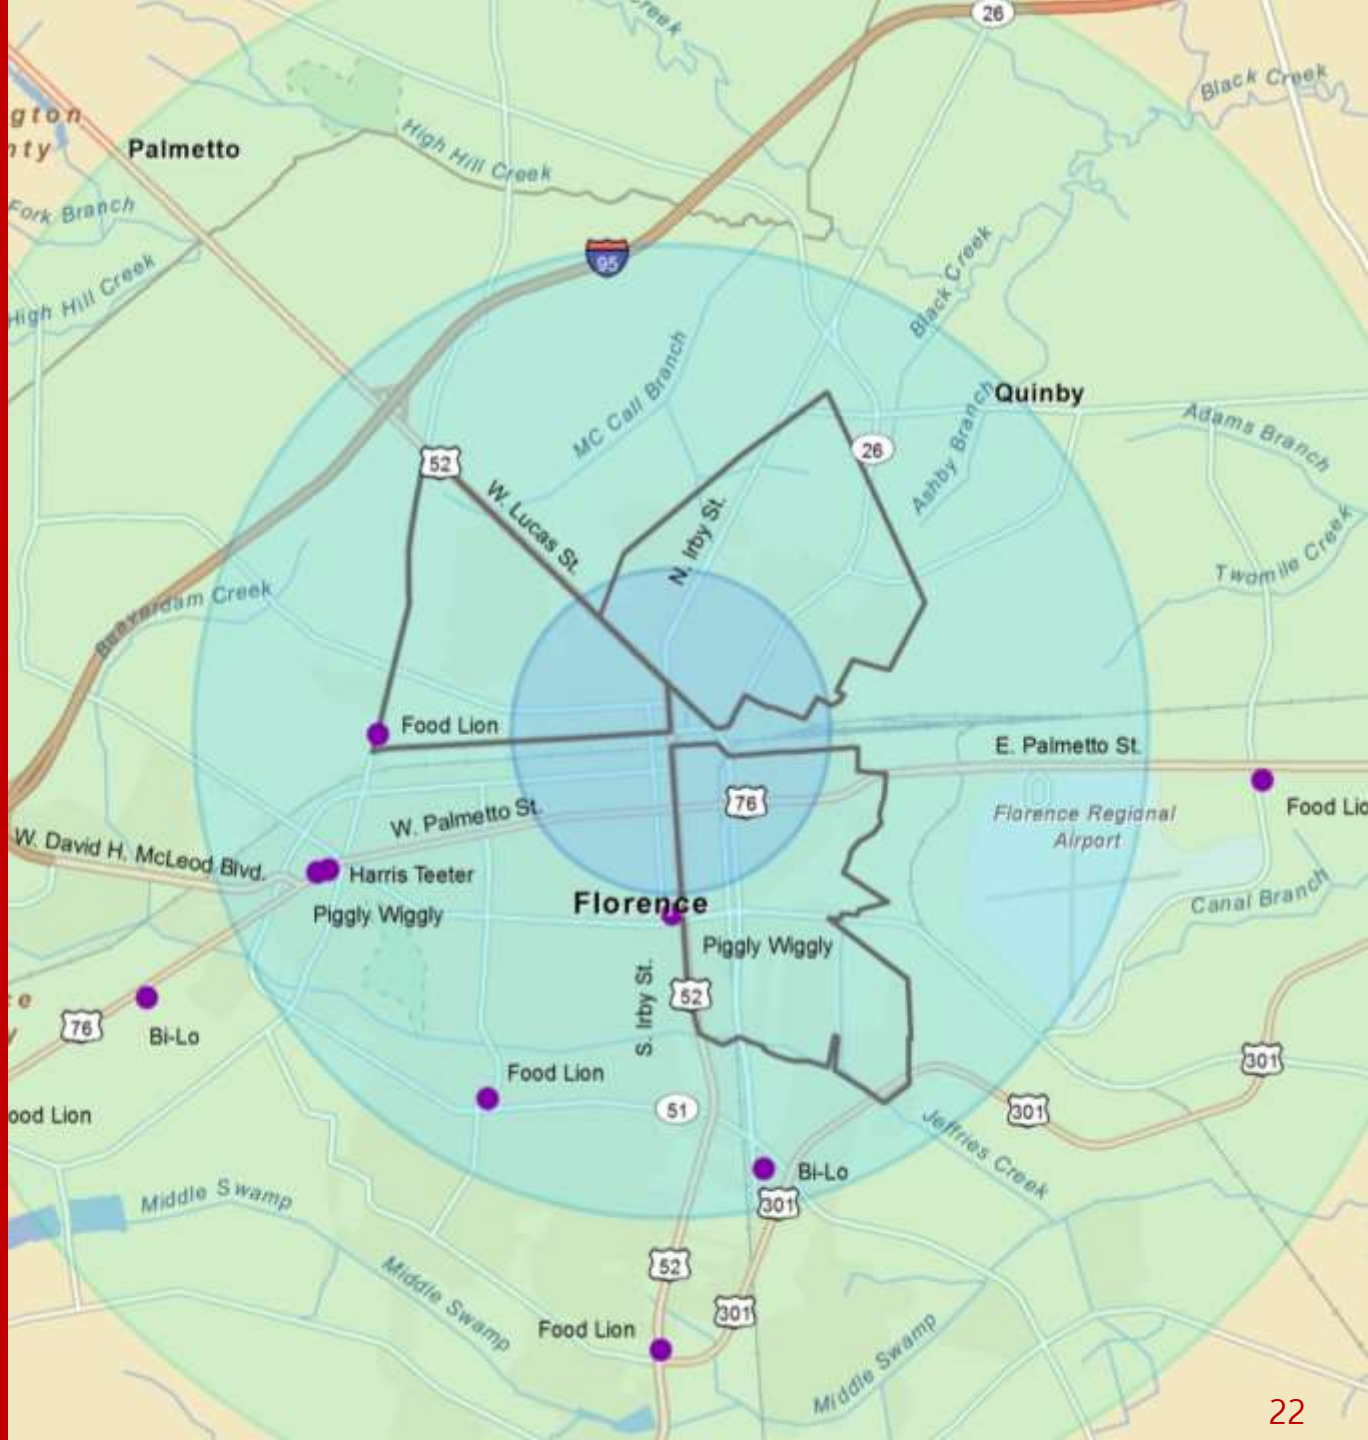 Creek
26
Black Creek
gton
nty
Palmetto
High Hill Creek
Fork Branch
High Hill Creek
95
Black Creek
MC Call Branch
Quinby
Ashby Branch
Adams Branch
26
52
W. Lucas St.
N. Irby St.
Twomile Creek
Beaverdam Creek
Food Lion
E. Palmetto St.
76
Florence Regional
Airport
Food Lio
W. Palmetto St.
W. David H. McLeod Blvd.
Harris Teeter
Piggly Wiggly
Florence
Piggly Wiggly
Canal Branch
S. Irby St.
52
ce
y
76
Bi-Lo
301
Food Lion
51
301
ood Lion
Jeffries Creek
Bi-Lo
301
Middle Swamp
52
Middle Swamp
301
Food Lion
Middle Swamp
22